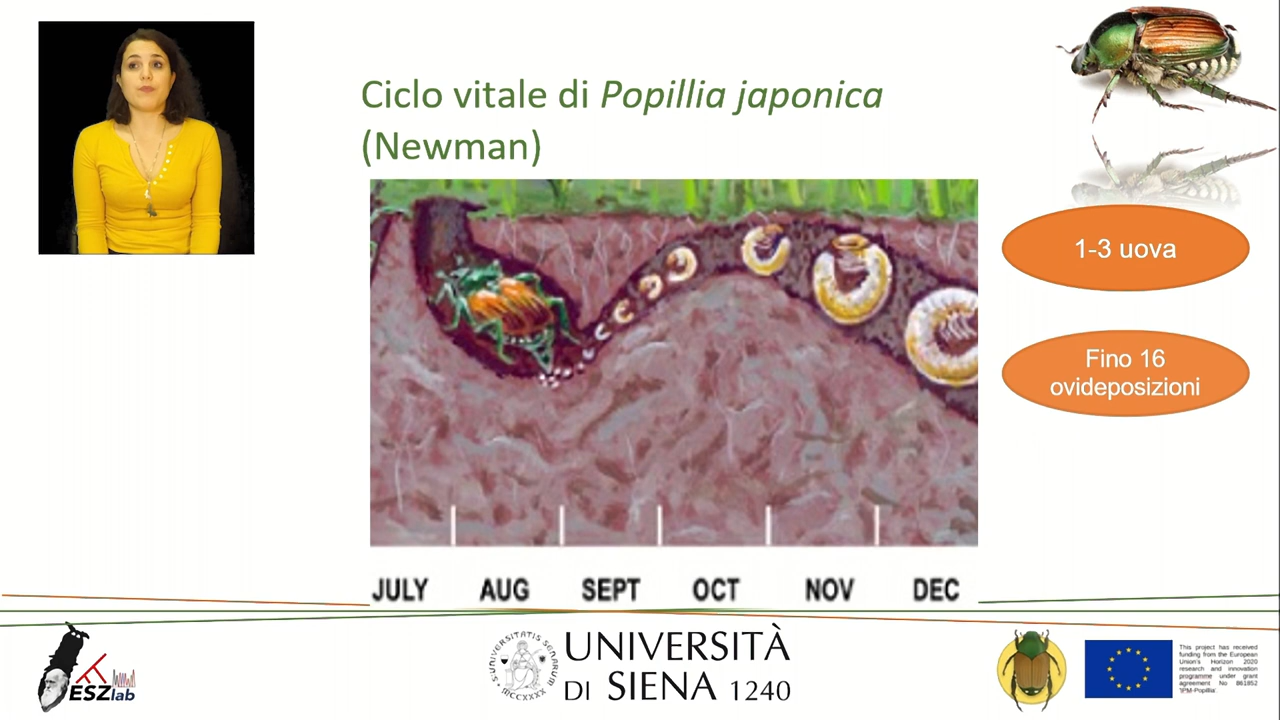 Ciclo vitale di Popillia japonica
(Newman)
1-3 uova
Fino 16
ovideposizioni
JULY AUG SEPT OCT NOV DEC
ESZlab
UNIVERSITÀ
DI SIENA 1240
This project has received
funding from the European
Union's Horizon 2020
research and innovation
programme under grant
agreement No 861852
'IPM-Popillia'.